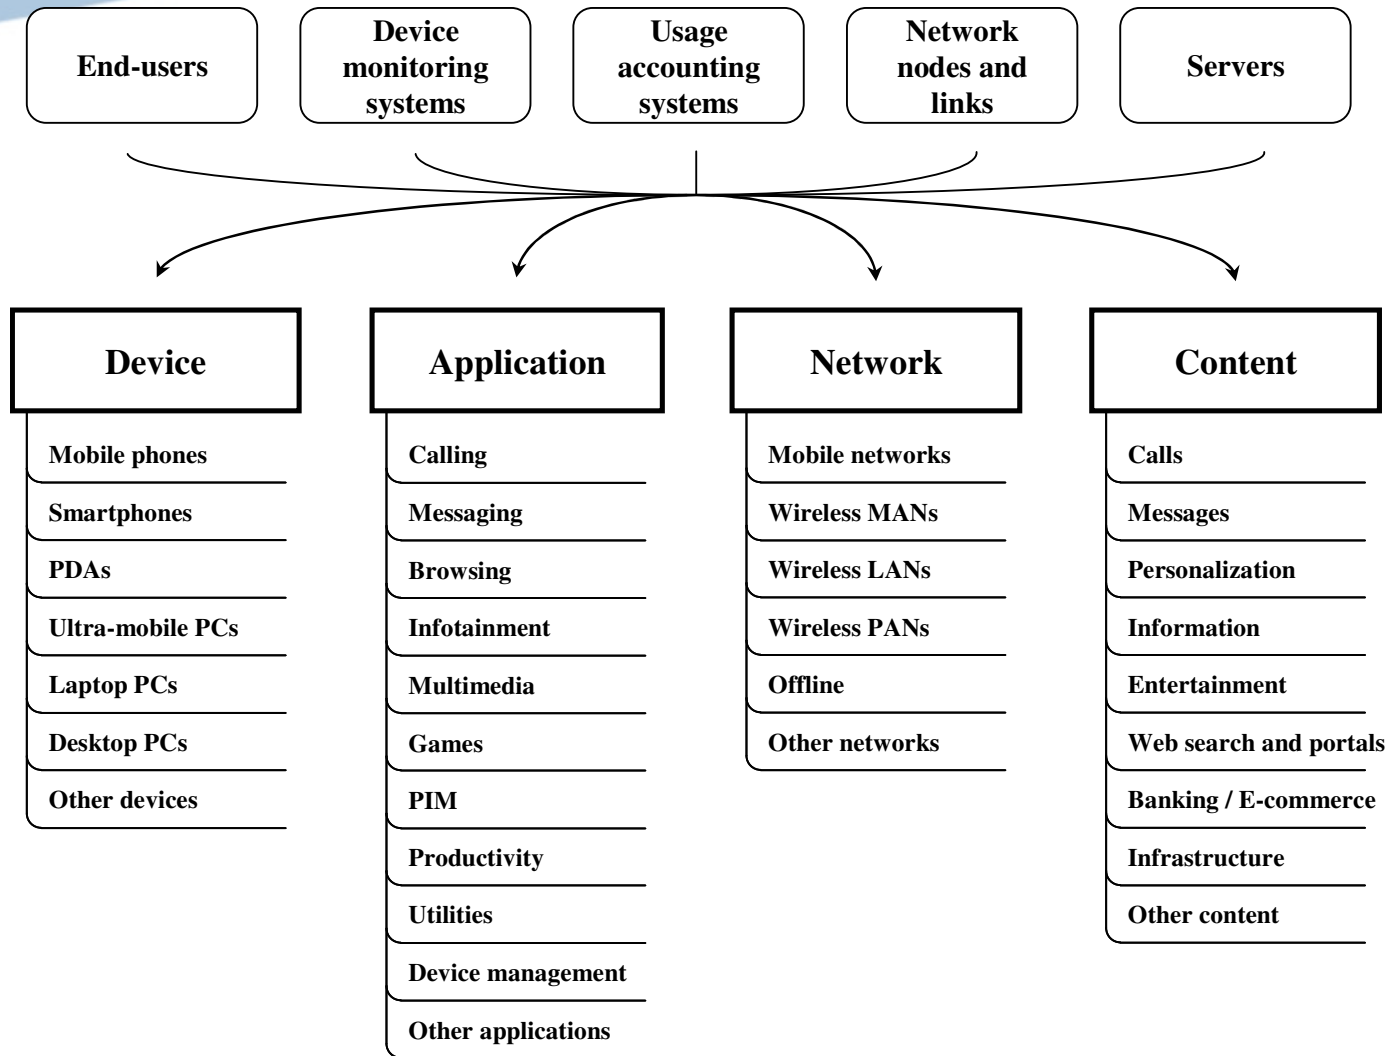 End-users
Device
monitoring
systems
Usage
accounting
systems
Network
nodes and
links
Servers
Device
Mobile phones
Smartphones
PDAs
Ultra-mobile PCs
Laptop PCs
Desktop PCs
Other devices
Application
Calling
Messaging
Browsing
Infotainment
Multimedia
Games
PIM
Productivity
Utilities
Device management
Other applications
Network
Mobile networks
Wireless MANs
Wireless LANs
Wireless PANs
Offline
Other networks
Content
Calls
Messages
Personalization
Information
Entertainment
Web search and portals
Banking / E-commerce
Infrastructure
Other content